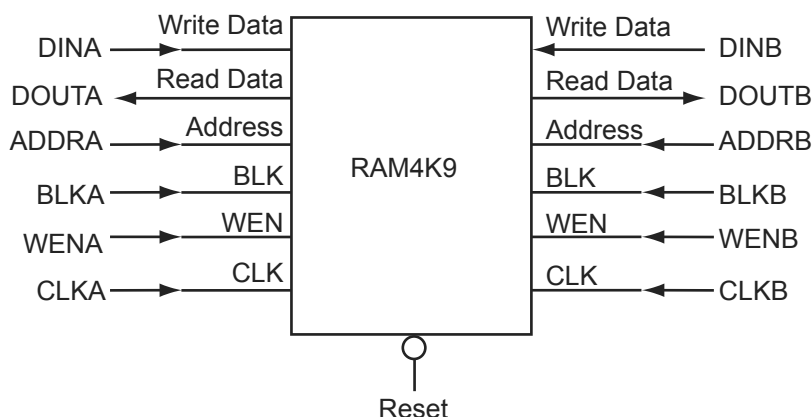 DINA Write Data Write Data DINB
DOUTA Read Data Read Data DOUTB
ADDRA Address Address ADDRB
RAM4K9
BLKA BLK BLK BLKB
WENA WEN WEN WENB
CLKA CLK CLK CLKB
Reset